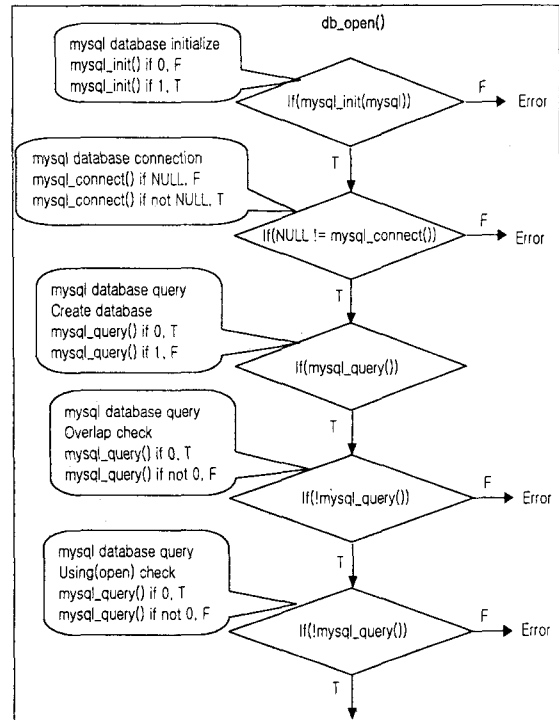 db_open()
mysql database initialize
mysql_init() if 0, F
mysql_init() if 1, T
If(mysql_init(mysql))
F
Error
T
mysql database connection
mysql_connect() if NULL, F
mysql_connect() if not NULL, T
If(NULL != mysql_connect())
F
Error
T
mysql database query
Create database
mysql_query() if 0, T
mysql_query() if 1, F
If(mysql_query())
T
mysql database query
Overlap check
mysql_query() if 0, T
mysql_query() if not 0, F
If(!mysql_query())
F
Error
T
mysql database query
Using(open) check
mysql_query() if 0, T
mysql_query() if not 0, F
If(!mysql_query())
F
Error
T